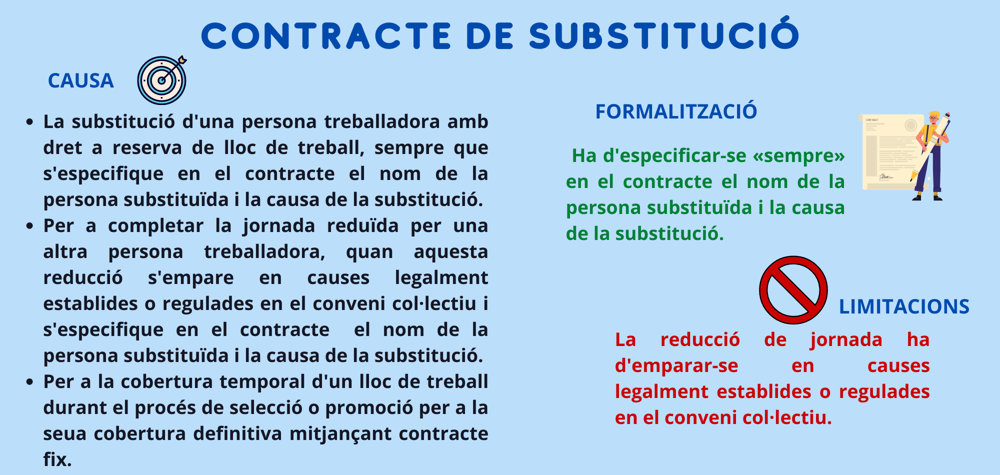 CONTRACTE DE SUBSTITUCIÓ
CAUSA
• La substitució d'una persona treballadora amb
dret a reserva de lloc de treball, sempre que
s'especifique en el contracte el nom de la
persona substituïda i la causa de la substitució.
• Per a completar la jornada reduïda per una
altra persona treballadora, quan aquesta
reducció s'empare en causes legalment
establides o regulades en el conveni col·lectiu i
s'especifique en el contracte el nom de la
persona substituïda i la causa de la substitució.
• Per a la cobertura temporal d'un lloc de treball
durant el procés de selecció o promoció per a la
seua cobertura definitiva mitjançant contracte
fix.
FORMALITZACIÓ
CONTRACT
Ha d'especificar-se «sempre»
en el contracte el nom de la
persona substituïda i la causa
de la substitució.
LIMITACIONS
La reducció de jornada ha
d'emparar-se en causes
legalment establides o regulades
en el conveni col·lectiu.